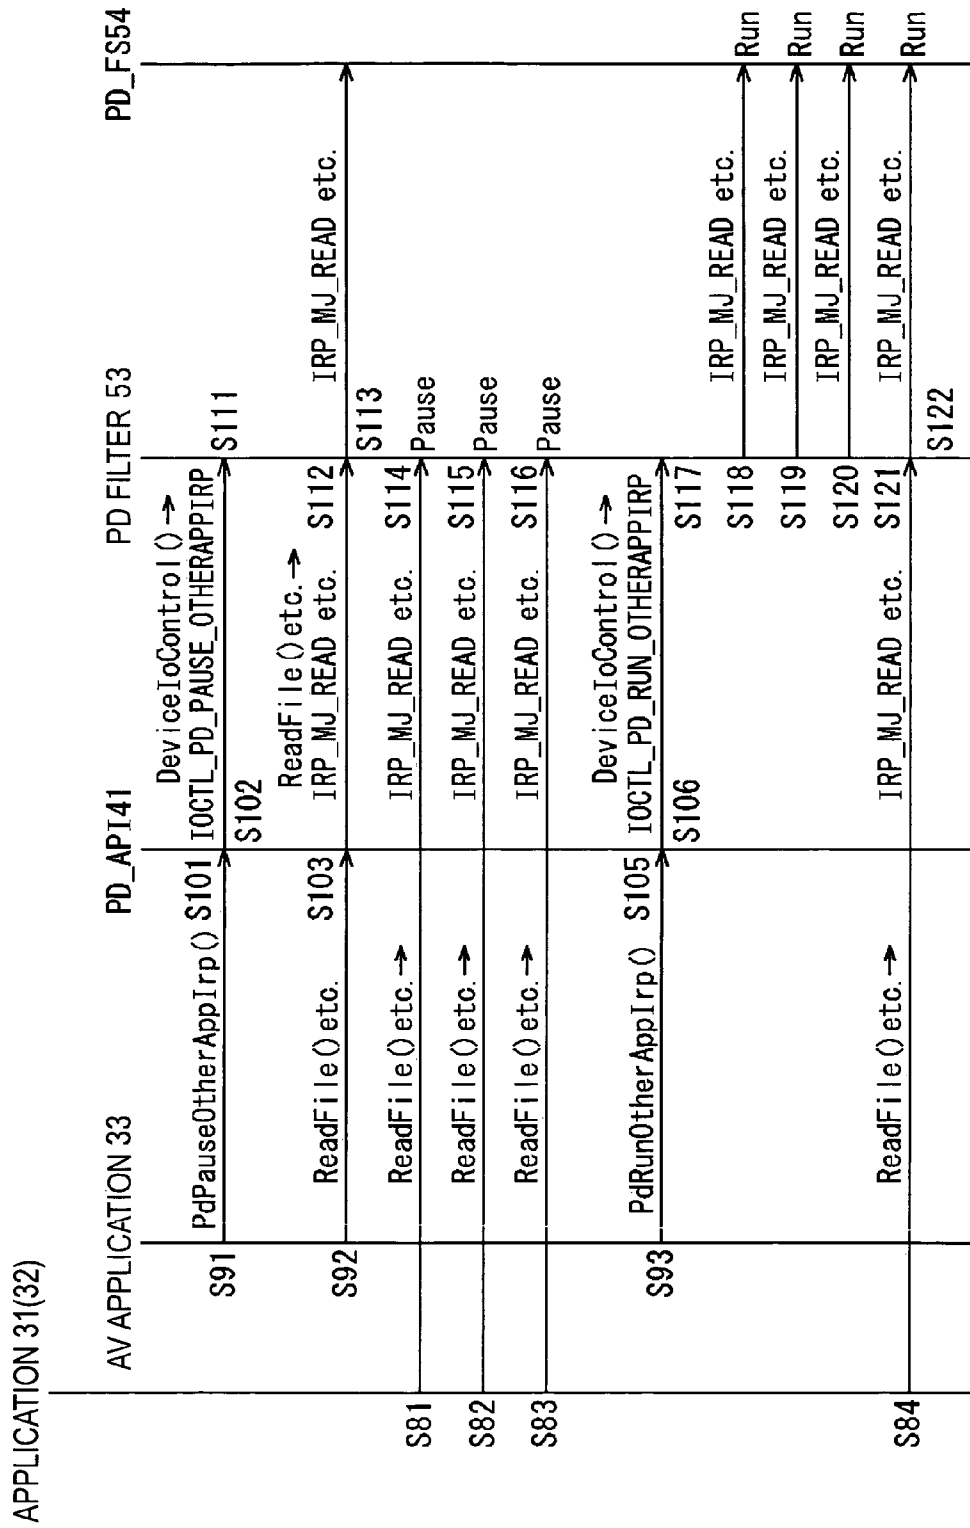 APPLICATION 31(32)
AV APPLICATION 33
PD_API41
PD FILTER 53
PD_FS54
S91
PdPauseOtherAppIrp()
S101
DeviceIoControl()→
IOCTL_PD_PAUSE_OTHERAPPIRP
S102
S111
S92
ReadFile()etc.
S103
ReadFile()etc.→
IRP_MJ_READ etc.
S112
S113
IRP_MJ_READ etc.
S81
ReadFile()etc.→
IRP_MJ_READ etc.
S114
Pause
S82
ReadFile()etc.→
IRP_MJ_READ etc.
S115
Pause
S83
ReadFile()etc.→
IRP_MJ_READ etc.
S116
Pause
S93
PdRunOtherAppIrp()
S105
DeviceIoControl()→
IOCTL_PD_RUN_OTHERAPPIRP
S106
S117
S118
IRP_MJ_READ etc.
Run
S119
IRP_MJ_READ etc.
Run
S120
IRP_MJ_READ etc.
Run
S84
ReadFile()etc.→
IRP_MJ_READ etc.
S121
S122
IRP_MJ_READ etc.
Run